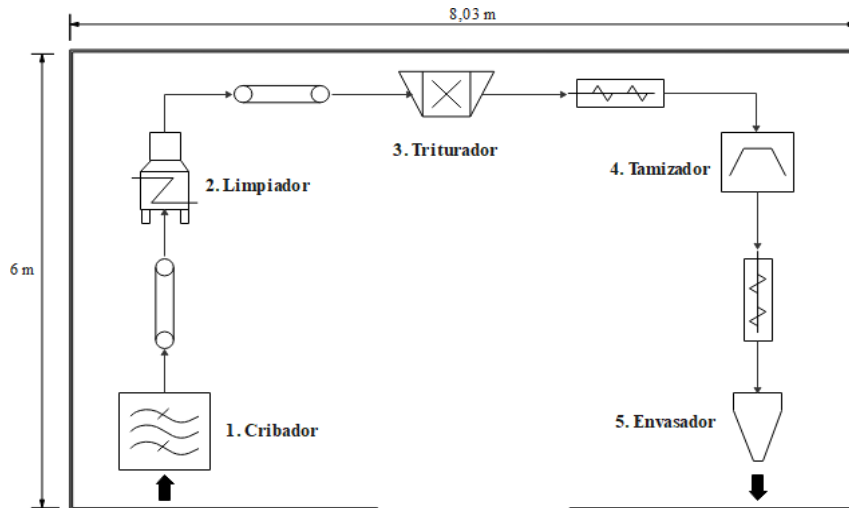 8,03 m
3. Triturador
4. Tamizador
2. Limpiador
6 m
5. Envasador
1. Cribador